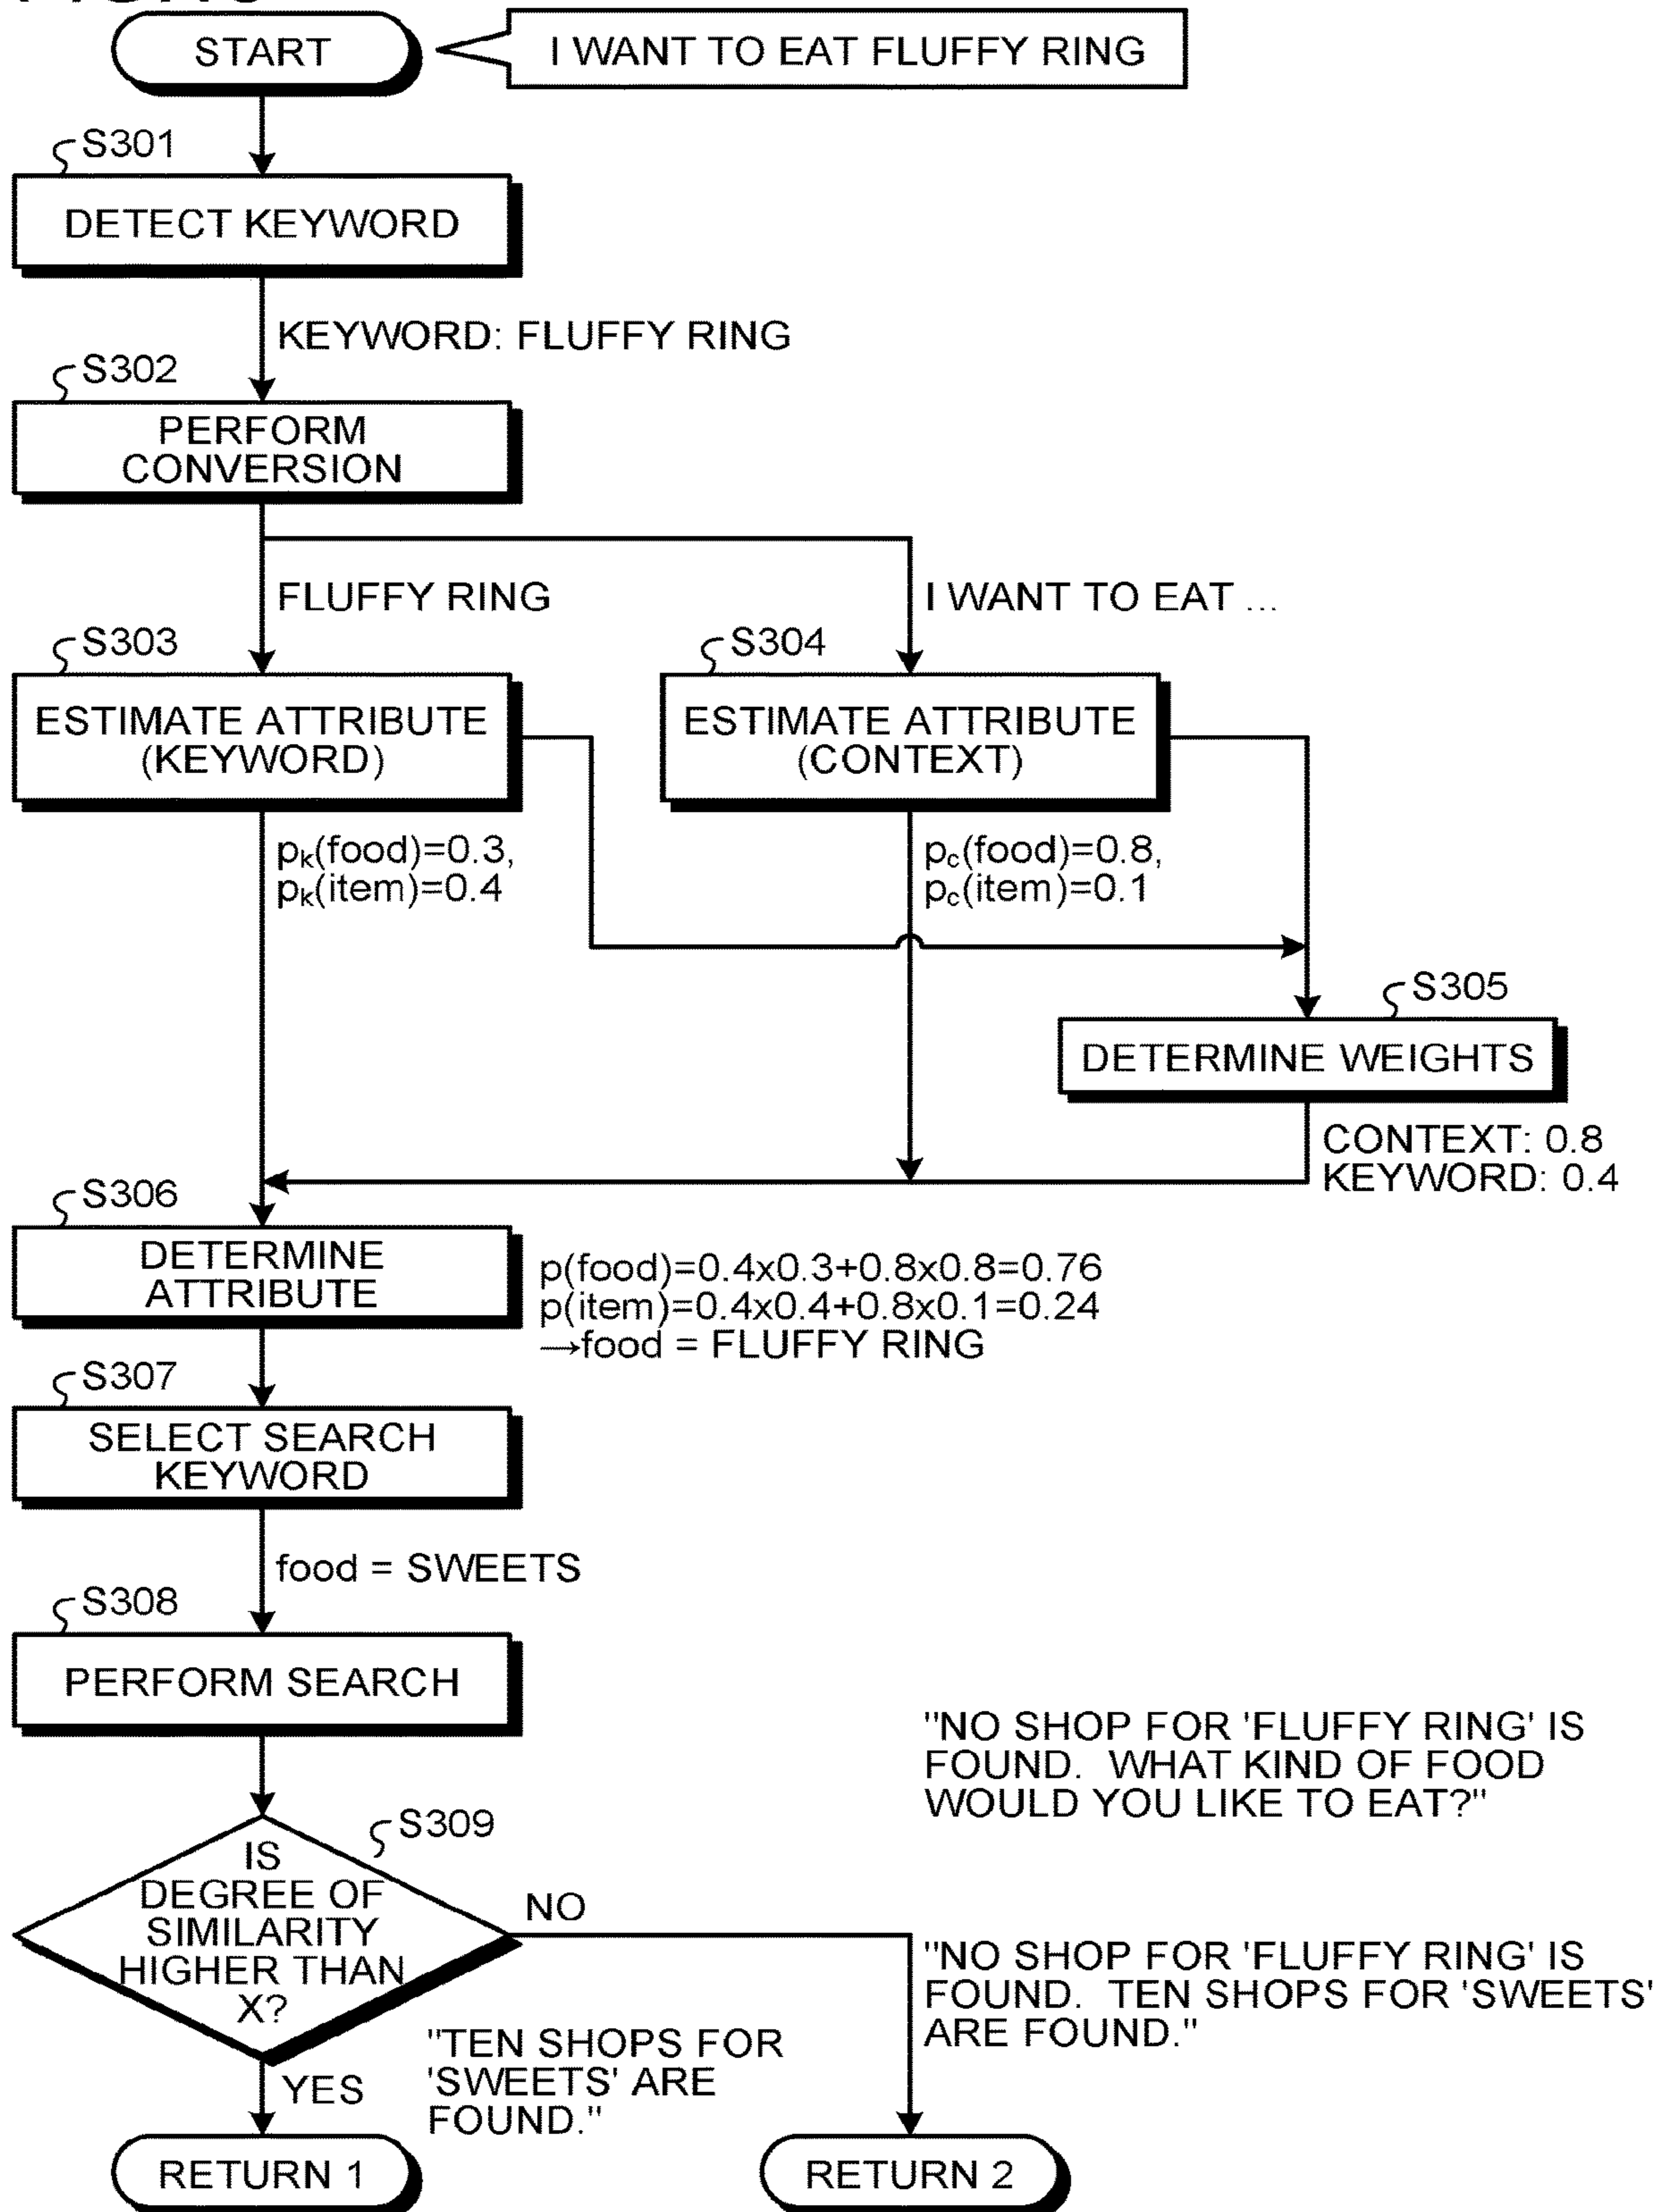 START
I WANT TO EAT FLUFFY RING
S301
DETECT KEYWORD
KEYWORD: FLUFFY RING
S302
PERFORM
CONVERSION
FLUFFY RING
I WANT TO EAT ...
S303
S304
ESTIMATE ATTRIBUTE
(KEYWORD)
ESTIMATE ATTRIBUTE
(CONTEXT)
pk(food)=0.3,
pk(item)=0.4
pc(food)=0.8,
pc(item)=0.1
S305
DETERMINE WEIGHTS
CONTEXT: 0.8
KEYWORD: 0.4
S306
DETERMINE
ATTRIBUTE
p(food)=0.4x0.3+0.8x0.8=0.76
p(item)=0.4x0.4+0.8x0.1=0.24
→food = FLUFFY RING
S307
SELECT SEARCH
KEYWORD
food = SWEETS
S308
PERFORM SEARCH
"NO SHOP FOR 'FLUFFY RING' IS
FOUND. WHAT KIND OF FOOD
WOULD YOU LIKE TO EAT?"
S309
IS
DEGREE OF
SIMILARITY
HIGHER THAN
X?
NO
"NO SHOP FOR 'FLUFFY RING' IS
FOUND. TEN SHOPS FOR 'SWEETS'
ARE FOUND."
YES
"TEN SHOPS FOR
'SWEETS' ARE
FOUND."
RETURN 1
RETURN 2